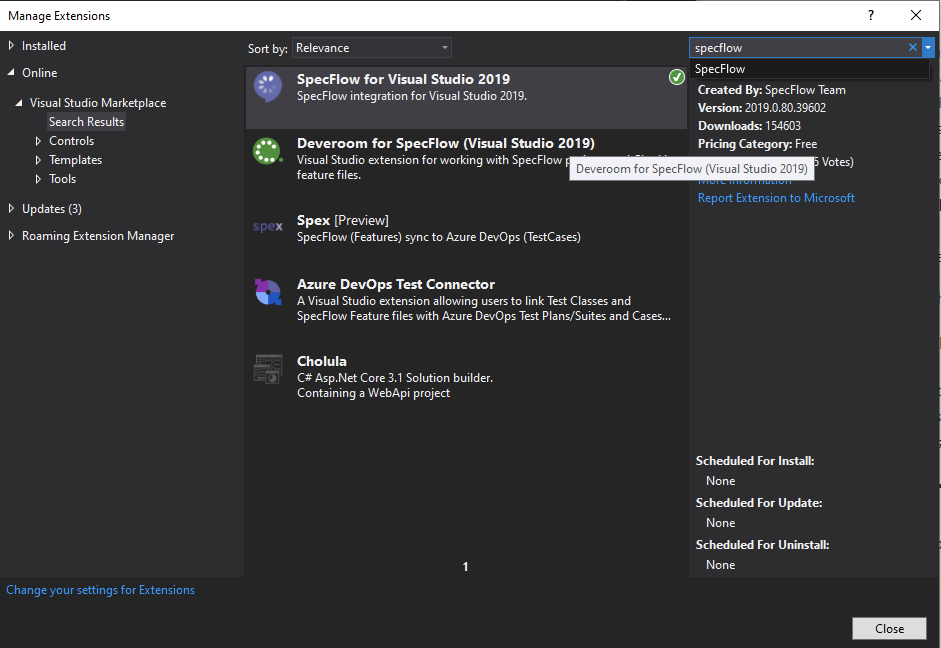 Manage Extensions
?
Installed
Online
Visual Studio Marketplace
Search Results
Controls
Templates
Tools
Updates (3)
Roaming Extension Manager
Change your settings for Extensions
Sort by: Relevance
SpecFlow for Visual Studio 2019
SpecFlow integration for Visual Studio 2019.
Deveroom for SpecFlow (Visual Studio 2019)
Visual Studio extension for working with SpecFlow
feature files.
Deveroom for SpecFlow (Visual Studio 2019)
spex
Spex [Preview]
SpecFlow (Features) sync to Azure DevOps (TestCases)
Azure DevOps Test Connector
A Visual Studio extension allowing users to link Test Classes and
SpecFlow Feature files with Azure DevOps Test Plans/Suites and Cases...
Cholula
C# Asp.Net Core 3.1 Solution builder.
Containing a WebApi project
1
specflow
SpecFlow
Created By: SpecFlow Team
Version: 2019.0.80.39602
Downloads: 154603
Pricing Category: Free
Votes)
More Information
Report Extension to Microsoft
Scheduled For Install:
None
Scheduled For Update:
None
Scheduled For Uninstall:
None
Close